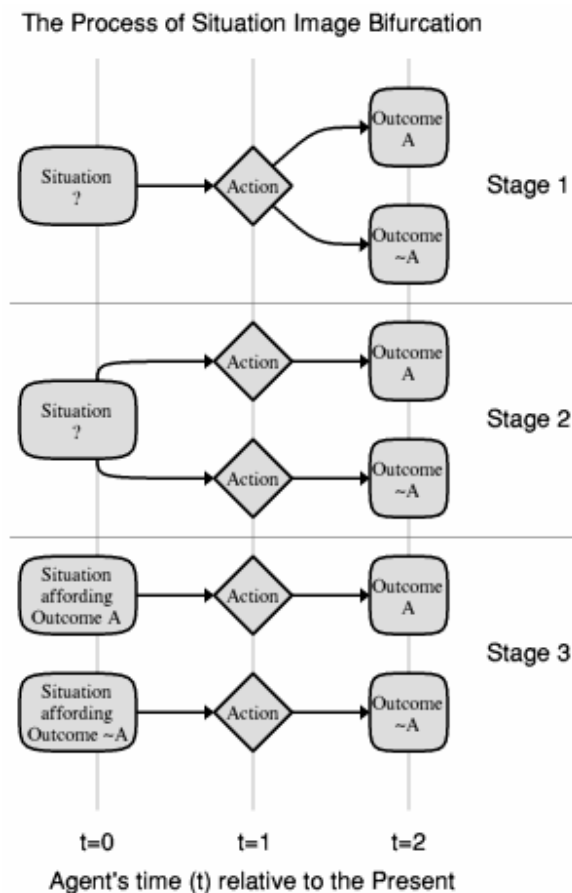 The Process of Situation Image Bifurcation
Outcome
A
Situation
?
Action
Stage 1
Outcome
~A
Action
Outcome
A
Situation
?
Stage 2
Action
Outcome
~A
Situation
affording
Outcome A
Action
Outcome
A
Stage 3
Situation
affording
Outcome ~A
Action
Outcome
~A
t=0
t=1
t=2
Agent's time (t) relative to the Present